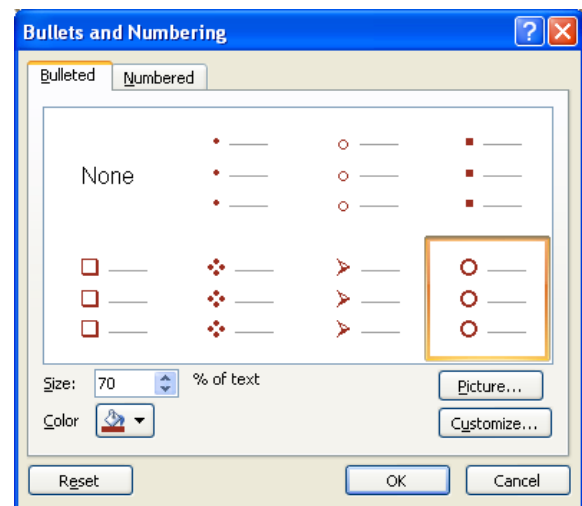 Bullets and Numbering
Bulleted Numbered
None
Size: 70 % of text
Picture...
Color
Customize...
Reset OK Cancel